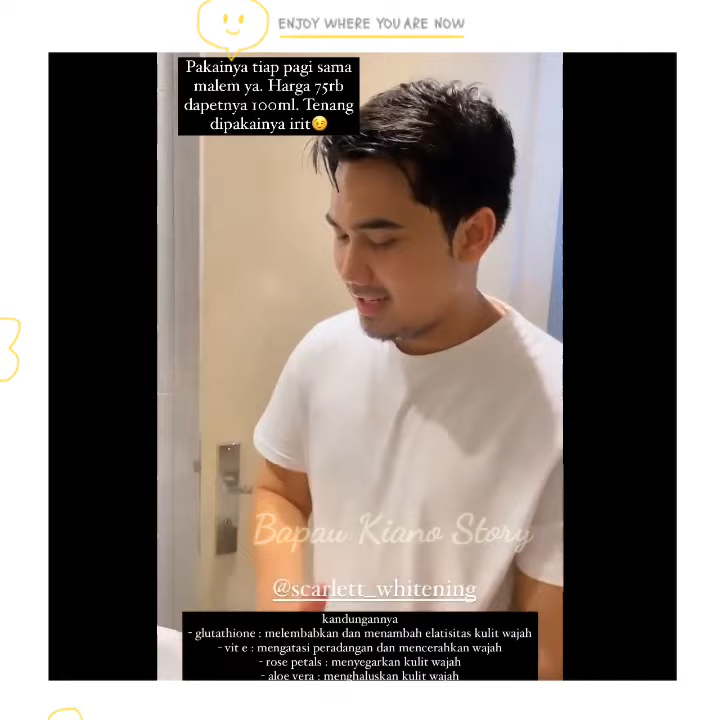 ENJOY WHERE YOU ARE NOW
Pakainya tiap pagi sama
malem ya. Harga 75rb
dapetnya 100ml. Tenang
dipakainya irit😉
Bapau Kiano Story
@scarlett_whitening
kandungannya
- glutathione : melembabkan dan menambah elatisitas kulit wajah
- vit e : mengatasi peradangan dan mencerahkan wajah
- rose petals : menyegarkan kulit wajah
- aloe vera : menghaluskan kulit wajah